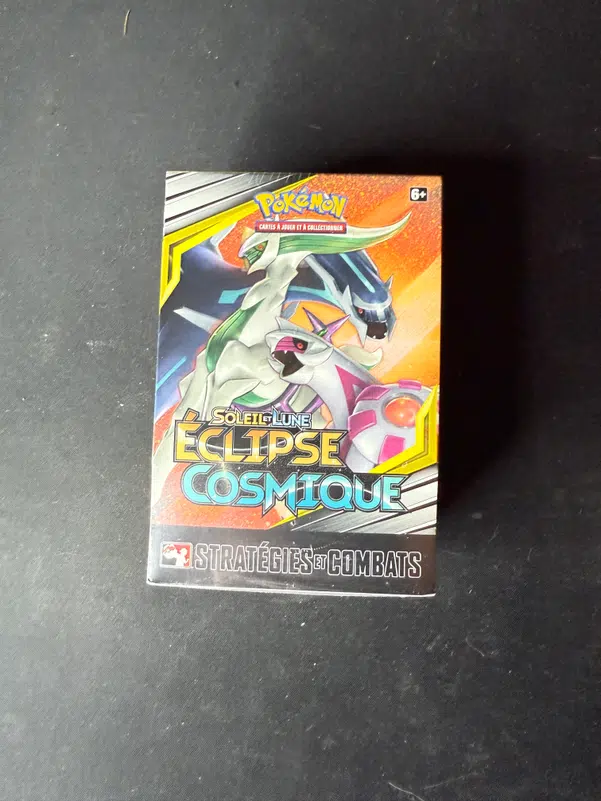 6+
POKéMON
CARTES À JOUER ET À COLLECTIONNER
SOLEIL ET LUNE
ÉCLIPSE
COSMIQUE
STRATÉGIES ET COMBATS